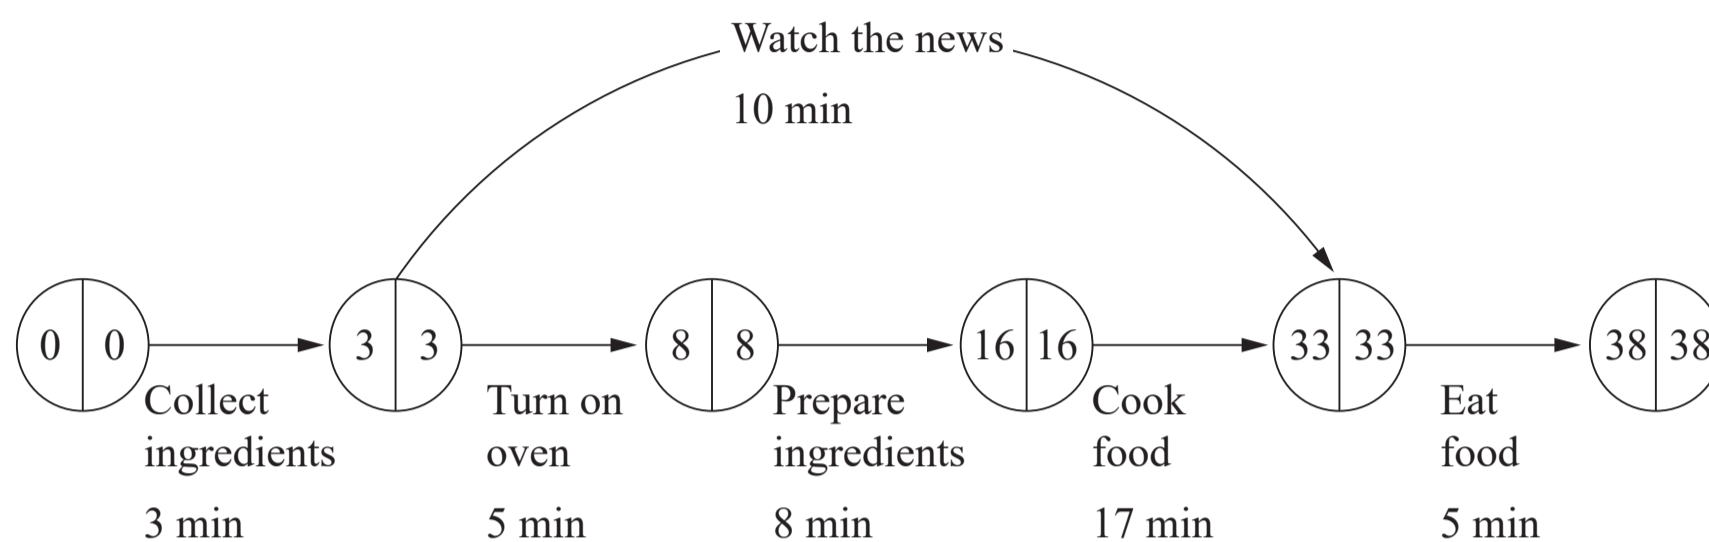 Watch the news
10 min
0 0
3 3
8 8
16 16
33 33
38 38
Collect
ingredients
3 min
Turn on
oven
5 min
Prepare
ingredients
8 min
Cook
food
17 min
Eat
food
5 min